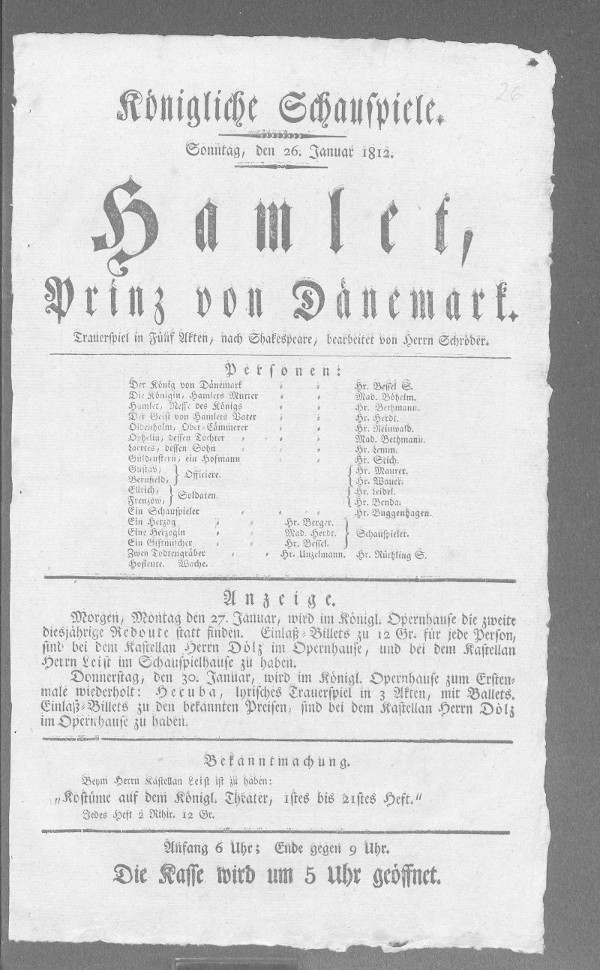 26
Königliche Schauspiele.
Sonntag, den 26. Januar 1812.
Hamlet,
Prinz von Dänemark.
Trauerspiel in Fünf Akten, nach Shakespeare, bearbeitet von Herrn Schröder.
Personen:
Der König von Dänemark Hr. Bessel S.
Die Königin, Hamlets Mutter Mad. Böheim.
Hamlet, Neffe des Königs Hr. Bethmann.
Der Geist von Hamlets Vater Hr. Herdt.
Oldenholm, Ober-Cämmerer Hr. Reinwald.
Ophelia, dessen Tochter Mad. Bethmann.
Laertes, dessen Sohn Hr. Lemm.
Güldenstern, ein Hofmann Hr. Stich.
Gustav, } Officiere. { Hr. Maurer.
Bernfield, Hr. Wauer.
Ellrich, } Soldaten. { Hr. Leidel.
Frenzow, Hr. Benda.
Ein Schauspieler Hr. Buggenhagen.
Ein Herzog Hr. Berger.
Eine Herzogin Mad. Herdt. } Schauspieler.
Ein Giftmischer Hr. Bessel.
Zwey Todtengräber Hr. Unzelmann. Hr. Rüthling S.
Hofleute. Wache.
Anzeige.
Morgen, Montag den 27. Januar, wird im Königl. Opernhause die zweite
diesjährige Redoute statt finden. Einlaß-Billets zu 12 Gr. für jede Person,
sind bei dem Kastellan Herrn Dölz im Opernhause, und bei dem Kastellan
Herrn Leist im Schauspielhause zu haben.
Donnerstag, den 30. Januar, wird im Königl. Opernhause zum Ersten-
male wiederholt: Hecuba, lyrisches Trauerspiel in 3 Akten, mit Ballets.
Einlaß-Billets zu den bekannten Preisen, sind bei dem Kastellan Herrn Dölz
im Opernhause zu haben.
Bekanntmachung.
Beym Herrn Kastellan Leist ist zu haben:
„Kostüme auf dem Königl. Theater, 1stes bis 21stes Heft.“
Jedes Heft 2 Rthlr. 12 Gr.
Anfang 6 Uhr; Ende gegen 9 Uhr.
Die Kasse wird um 5 Uhr geöffnet.